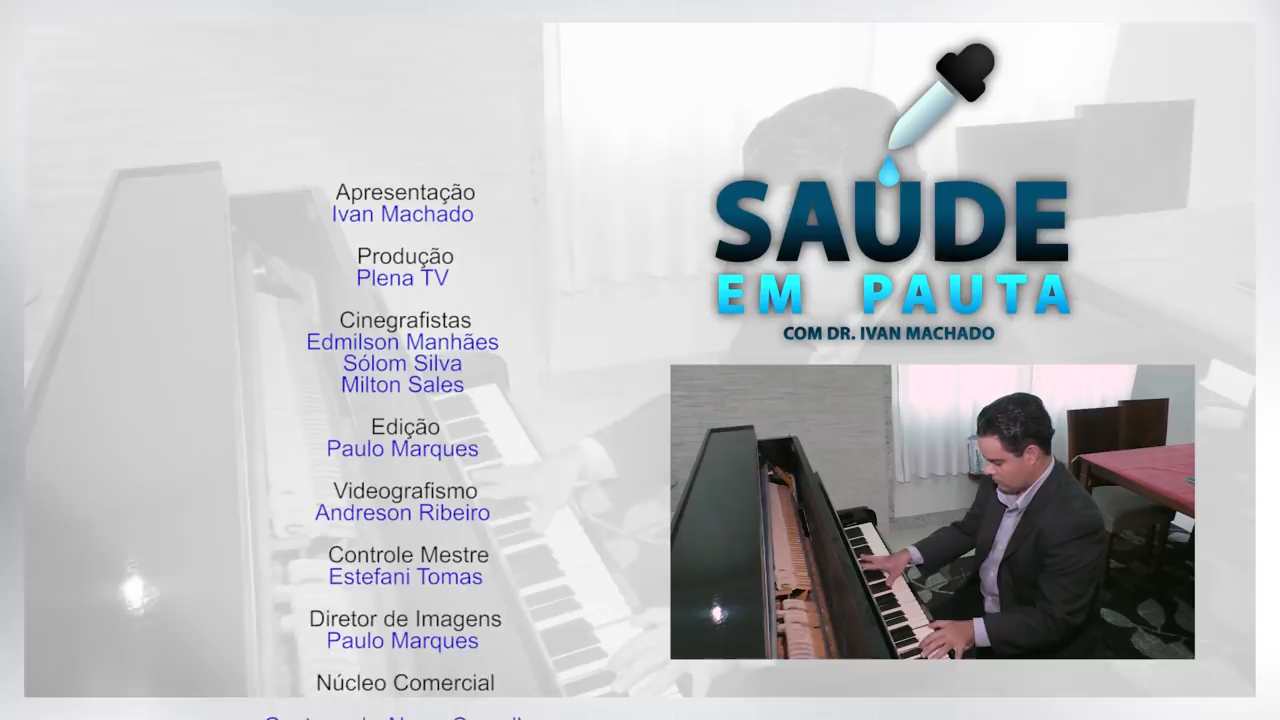 Apresentação
Ivan Machado
Produção
Plena TV
Cinegrafistas
Edmilson Manhães
Sólom Silva
Milton Sales
Edição
Paulo Marques
Videografismo
Andreson Ribeiro
Controle Mestre
Estefani Tomas
Diretor de Imagens
Paulo Marques
Núcleo Comercial
SAÚDE
EM PAUTA
COM DR. IVAN MACHADO